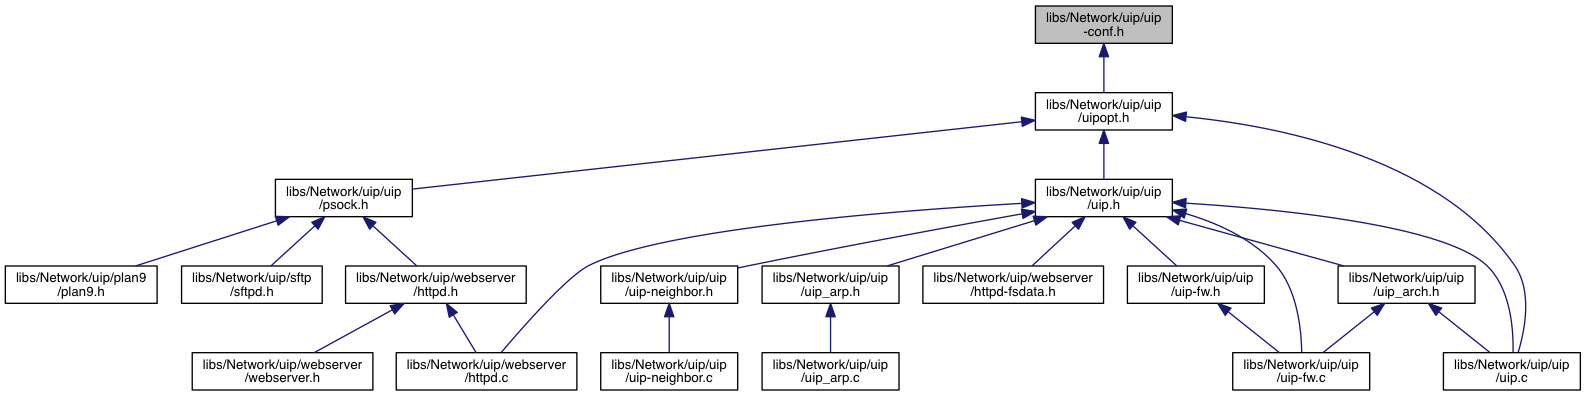 libs/Network/uip/uip
-conf.h
libs/Network/uip/uip
/uipopt.h
libs/Network/uip/uip
/psock.h
libs/Network/uip/uip
/uip.h
libs/Network/uip/plan9
/plan9.h
libs/Network/uip/sftp
/sftpd.h
libs/Network/uip/webserver
/httpd.h
libs/Network/uip/uip
/uip-neighbor.h
libs/Network/uip/uip
/uip_arp.h
libs/Network/uip/webserver
/httpd-fsdata.h
libs/Network/uip/uip
/uip-fw.h
libs/Network/uip/uip
/uip_arch.h
libs/Network/uip/webserver
/webserver.h
libs/Network/uip/webserver
/httpd.c
libs/Network/uip/uip
/uip-neighbor.c
libs/Network/uip/uip
/uip_arp.c
libs/Network/uip/uip
/uip-fw.c
libs/Network/uip/uip
/uip.c